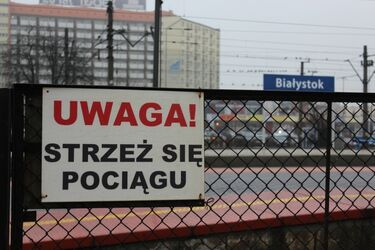 Białystok
UWAGA!
STRZEŻ SIĘ
POCIĄGU